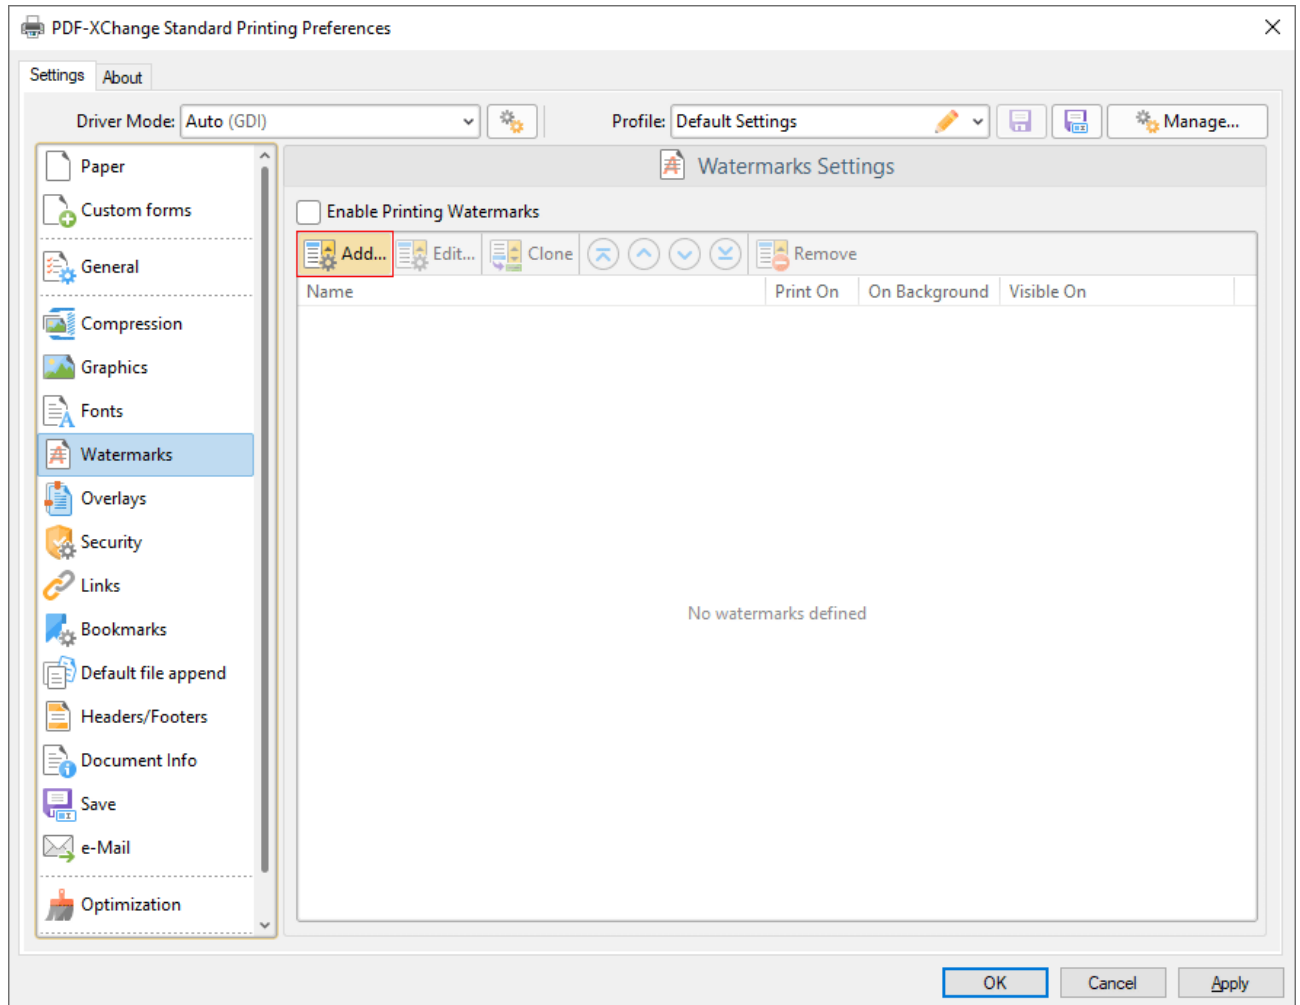 PDF-XChange Standard Printing Preferences
Settings About
Driver Mode: Auto (GDI) Profile: Default Settings Manage...
Paper
Custom forms
General
Compression
Graphics
Fonts
Watermarks
Overlays
Security
Links
Bookmarks
Default file append
Headers/Footers
Document Info
Save
e-Mail
Optimization
Watermarks Settings
Enable Printing Watermarks
Add... Edit... Clone Remove
Name Print On On Background Visible On
No watermarks defined
OK Cancel Apply